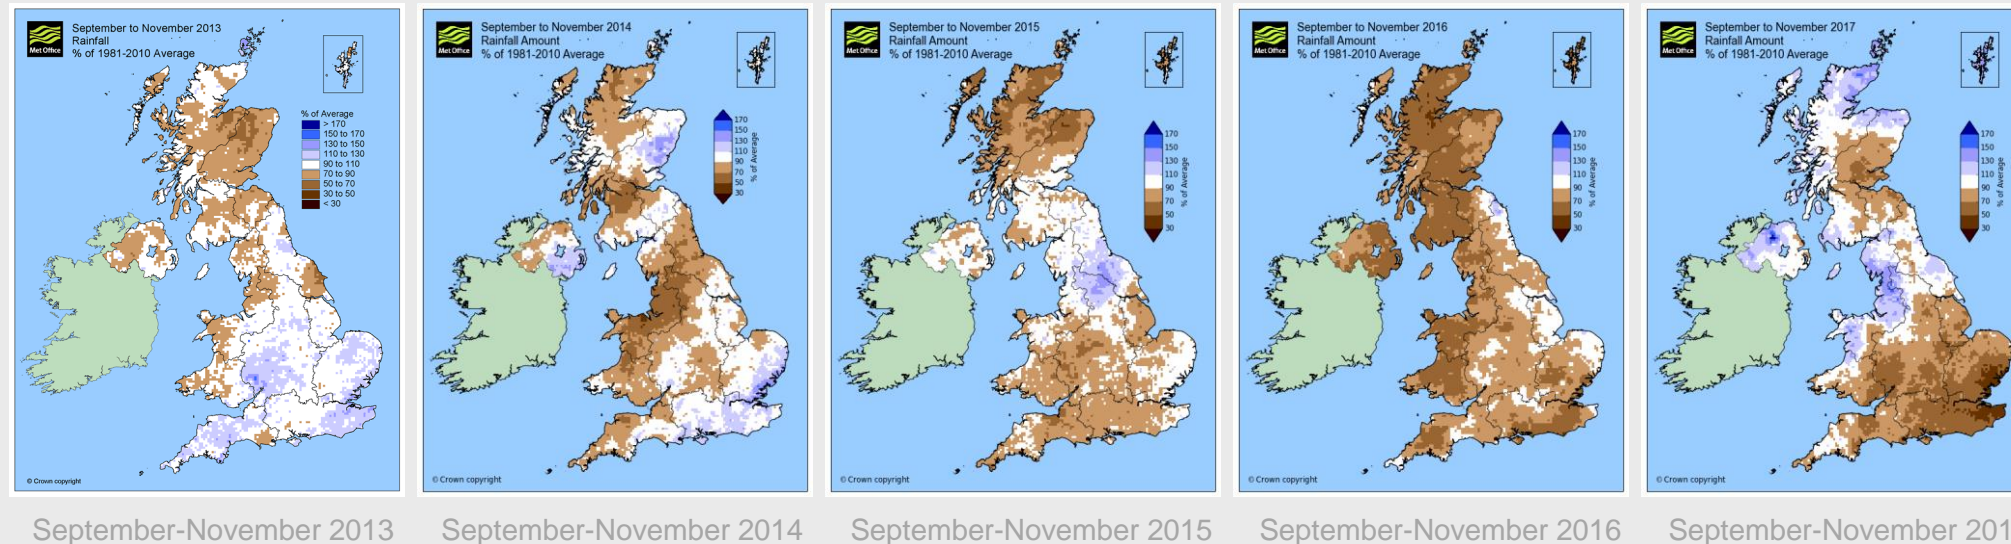 Met Office
September to November 2013
Rainfall
% of 1981-2010 Average
% of Average
> 170
150 to 170
130 to 150
110 to 130
90 to 110
70 to 90
50 to 70
30 to 50
< 30
© Crown copyright
September-November 2013
Met Office
September to November 2014
Rainfall Amount
% of 1981-2010 Average
170
150
130
110
90
70
50
30
% of Average
© Crown copyright
September-November 2014
Met Office
September to November 2015
Rainfall Amount
% of 1981-2010 Average
170
150
130
110
90
70
50
30
% of Average
© Crown copyright
September-November 2015
Met Office
September to November 2016
Rainfall Amount
% of 1981-2010 Average
170
150
130
110
90
70
50
30
% of Average
© Crown copyright
September-November 2016
Met Office
September to November 2017
Rainfall Amount
% of 1981-2010 Average
170
150
130
110
90
70
50
30
% of Average
© Crown copyright
September-November 201